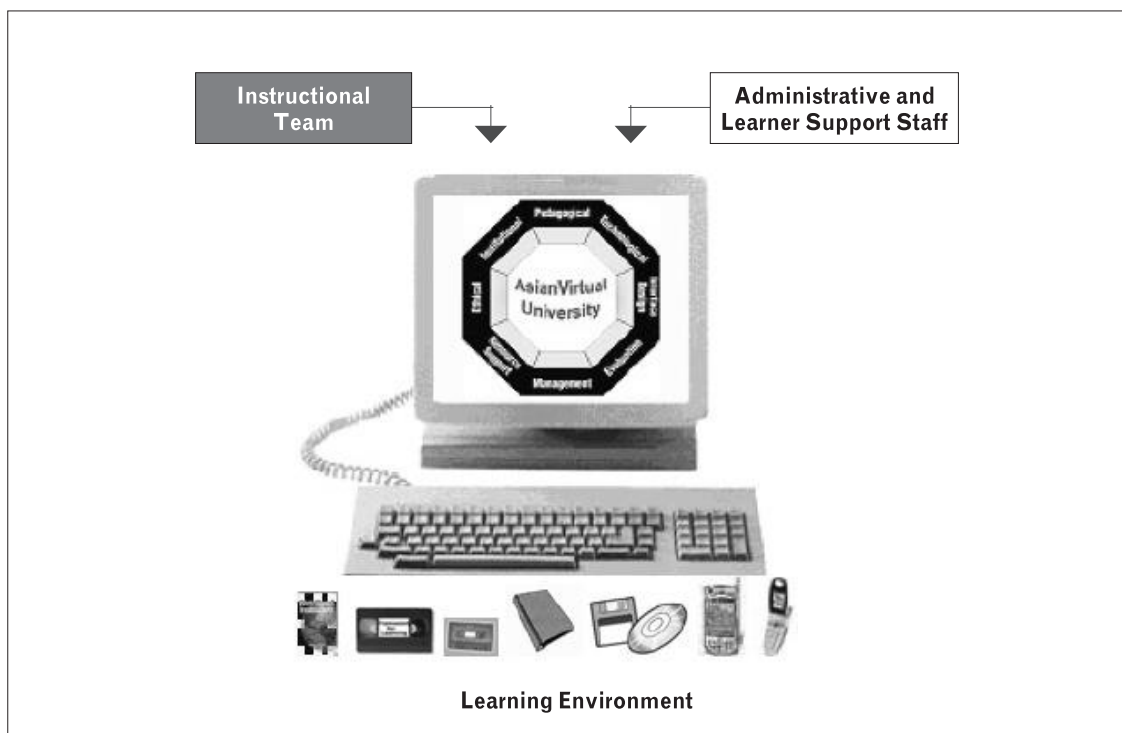 Instructional
Team
Administrative and
Learner Support Staff
Pedagogical
Technological
Interface
Design
Evaluation
Management
Resource
Support
Ethical
Institutional
AsianVirtual
University
Learning Environment